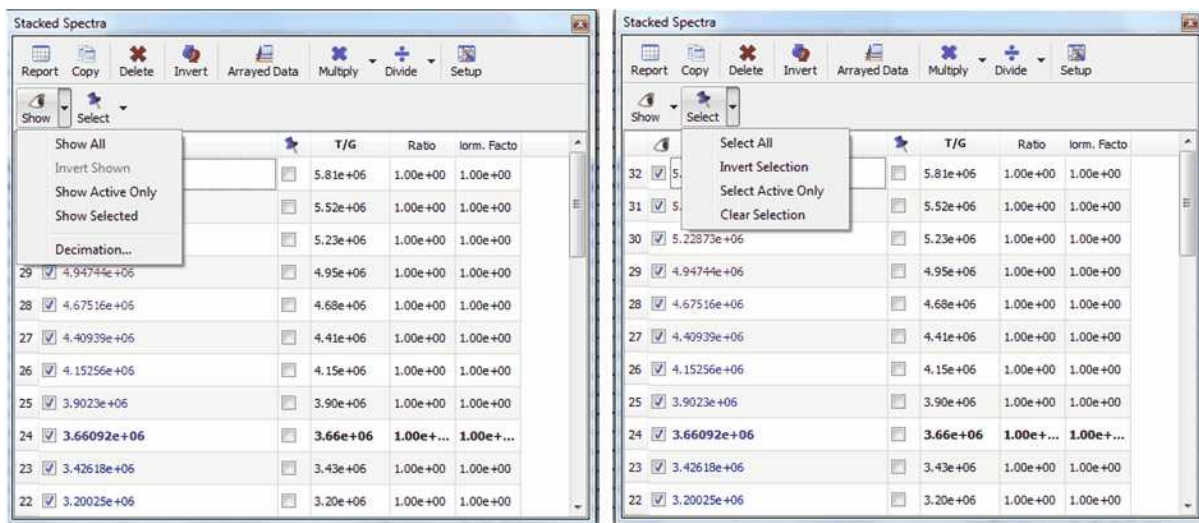 Stacked Spectra
Report Copy Delete Invert Arrayed Data Multiply Divide Setup
Show Select
Show All
Invert Shown
Show Active Only
Show Selected
Decimation...
T/G Ratio lorm. Facto
5.81e+06 1.00e+00 1.00e+00
5.52e+06 1.00e+00 1.00e+00
5.23e+06 1.00e+00 1.00e+00
29 4.94744e+06 4.95e+06 1.00e+00 1.00e+00
28 4.67516e+06 4.68e+06 1.00e+00 1.00e+00
27 4.40939e+06 4.41e+06 1.00e+00 1.00e+00
26 4.15256e+06 4.15e+06 1.00e+00 1.00e+00
25 3.9023e+06 3.90e+06 1.00e+00 1.00e+00
24 3.66092e+06 3.66e+06 1.00e+... 1.00e+...
23 3.42618e+06 3.43e+06 1.00e+00 1.00e+00
22 3.20025e+06 3.20e+06 1.00e+00 1.00e+00
Stacked Spectra
Report Copy Delete Invert Arrayed Data Multiply Divide Setup
Show Select
Select All
Invert Selection
Select Active Only
Clear Selection
T/G Ratio lorm. Facto
32 5. 5.81e+06 1.00e+00 1.00e+00
31 5. 5.52e+06 1.00e+00 1.00e+00
30 5.22873e+06 5.23e+06 1.00e+00 1.00e+00
29 4.94744e+06 4.95e+06 1.00e+00 1.00e+00
28 4.67516e+06 4.68e+06 1.00e+00 1.00e+00
27 4.40939e+06 4.41e+06 1.00e+00 1.00e+00
26 4.15256e+06 4.15e+06 1.00e+00 1.00e+00
25 3.9023e+06 3.90e+06 1.00e+00 1.00e+00
24 3.66092e+06 3.66e+06 1.00e+... 1.00e+...
23 3.42618e+06 3.43e+06 1.00e+00 1.00e+00
22 3.20025e+06 3.20e+06 1.00e+00 1.00e+00